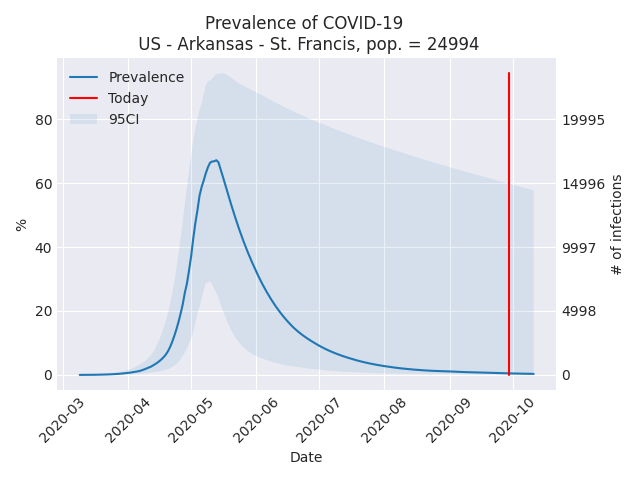 Prevalence of COVID-19
US - Arkansas - St. Francis, pop. = 24994
Prevalence
Today
95CI
%
80
60
40
20
0
19995
14996
9997
4998
0
# of infections
2020-03
2020-04
2020-05
2020-06
2020-07
2020-08
2020-09
2020-10
Date